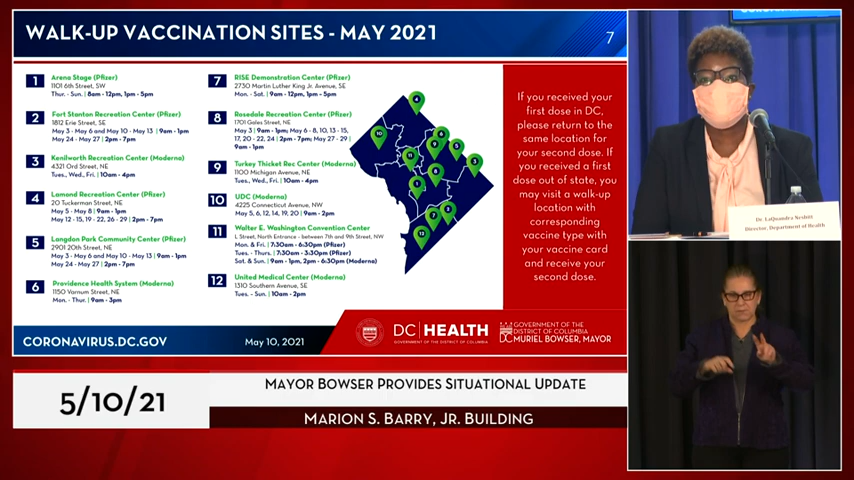 WALK-UP VACCINATION SITES - MAY 2021
7
1
Arena Stage (Pfizer)
1101 6th Street, SW
Thur. - Sun. | 8am - 12pm, 1pm - 5pm
2
Fort Stanton Recreation Center (Pfizer)
1812 Erie Street, SE
May 3 - May 6 and May 10 - May 13 | 9am - 1pm
May 24 - May 27 | 2pm - 7pm
3
Kenilworth Recreation Center (Moderna)
4321 Ord Street, NE
Tues., Wed., Fri. | 10am - 4pm
4
Lamond Recreation Center (Pfizer)
20 Tuckerman Street, NE
May 5 - May 8 | 9am - 1pm
May 12 - 15, 19 - 22, 26 - 29 | 2pm - 7pm
5
Langdon Park Community Center (Pfizer)
2901 20th Street, NE
May 3 - May 6 and May 10 - May 13 | 9am - 1pm
May 24 - May 27 | 2pm - 7pm
6
Providence Health System (Moderna)
1150 Varnum Street, NE
Mon. - Thur. | 9am - 3pm
7
RISE Demonstration Center (Pfizer)
2730 Martin Luther King Jr. Avenue, SE
Mon. - Sat. | 9am - 12pm, 1pm - 5pm
8
Rosedale Recreation Center (Pfizer)
1701 Gales Street, NE
May 3 | 9am - 1pm; May 6 - 8, 10, 13 - 15,
17, 20 - 22, 24 | 2pm - 7pm; May 27 - 29 |
9am - 1pm
9
Turkey Thicket Rec Center (Moderna)
1100 Michigan Avenue, NE
Tues., Wed., Fri. | 10am - 4pm
10
UDC (Moderna)
4225 Connecticut Avenue, NW
May 5, 6, 12, 14, 19, 20 | 9am - 2pm
11
Walter E. Washington Convention Center
L Street, North Entrance - between 7th and 9th Street, NW
Mon. & Fri. | 7:30am - 6:30pm (Pfizer)
Tues. - Thurs. | 7:30am - 3:30pm (Pfizer)
Sat. & Sun. | 9am - 1pm, 2pm - 6:30pm (Moderna)
12
United Medical Center (Moderna)
1310 Southern Avenue, SE
Tues. - Sun. | 10am - 2pm
If you received your
first dose in DC,
please return to the
same location for
your second dose. If
you received a first
dose out of state, you
may visit a walk-up
location with
corresponding
vaccine type with
your vaccine card
and receive your
second dose.
CORONAVIRUS.DC.GOV
May 10, 2021
DC | HEALTH
GOVERNMENT OF THE DISTRICT OF COLUMBIA
GOVERNMENT OF THE
DISTRICT OF COLUMBIA
MURIEL BOWSER, MAYOR
Dr. LaQuandra Nesbitt
Director, Department of Health
5/10/21
MAYOR BOWSER PROVIDES SITUATIONAL UPDATE
MARION S. BARRY, JR. BUILDING